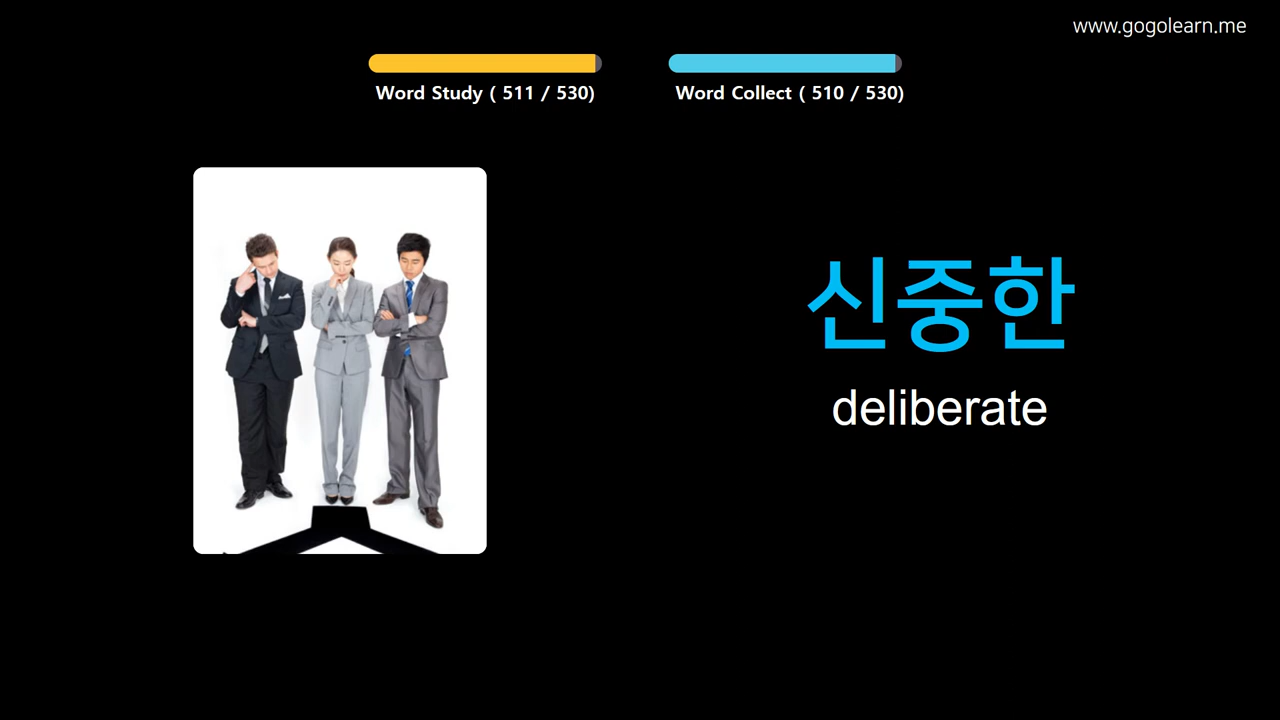 www.gogolearn.me
Word Study ( 511 / 530)
Word Collect ( 510 / 530)
신중한
deliberate